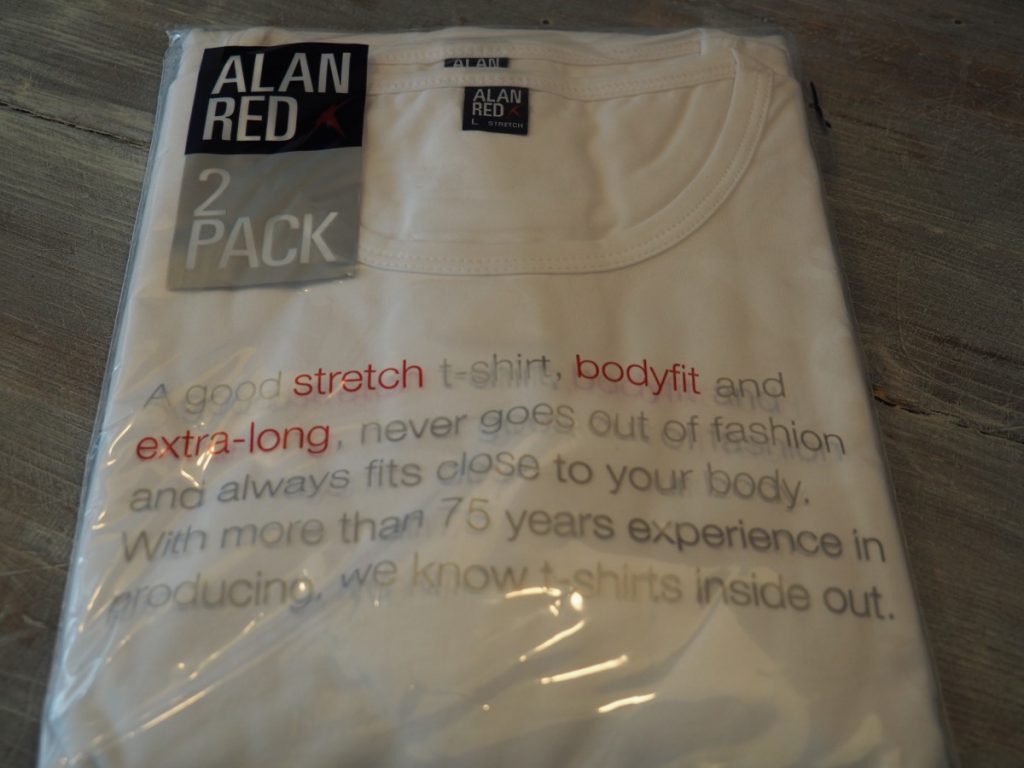 ALAN
RED
2
PACK
ALAN
ALAN
RED
L STRETCH
A good stretch t-shirt, bodyfit and
extra-long, never goes out of fashion
and always fits close to your body.
With more than 75 years experience in
producing, we know t-shirts inside out.